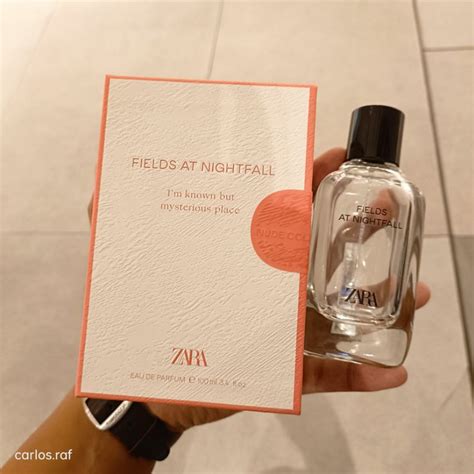 FIELDS AT NIGHTFALL
I'm known but
mysterious place
ZARA
EAU DE PARFUM
FIELDS
AT NIGHTFALL
ZARA
carlos.raf